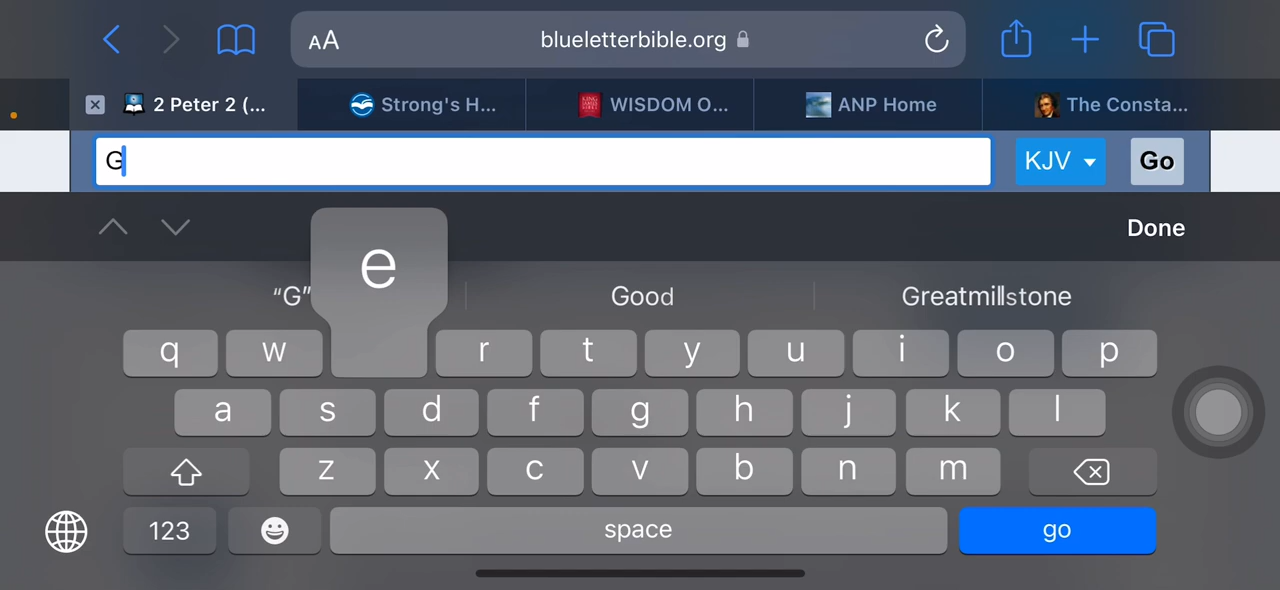 AA blueletterbible.org
2 Peter 2 (... Strong's H... WISDOM O... ANP Home The Consta...
G KJV Go
Done
e
“G” Good Greatmillstone
q w r t y u i o p
a s d f g h j k l
z x c v b n m
123 space go